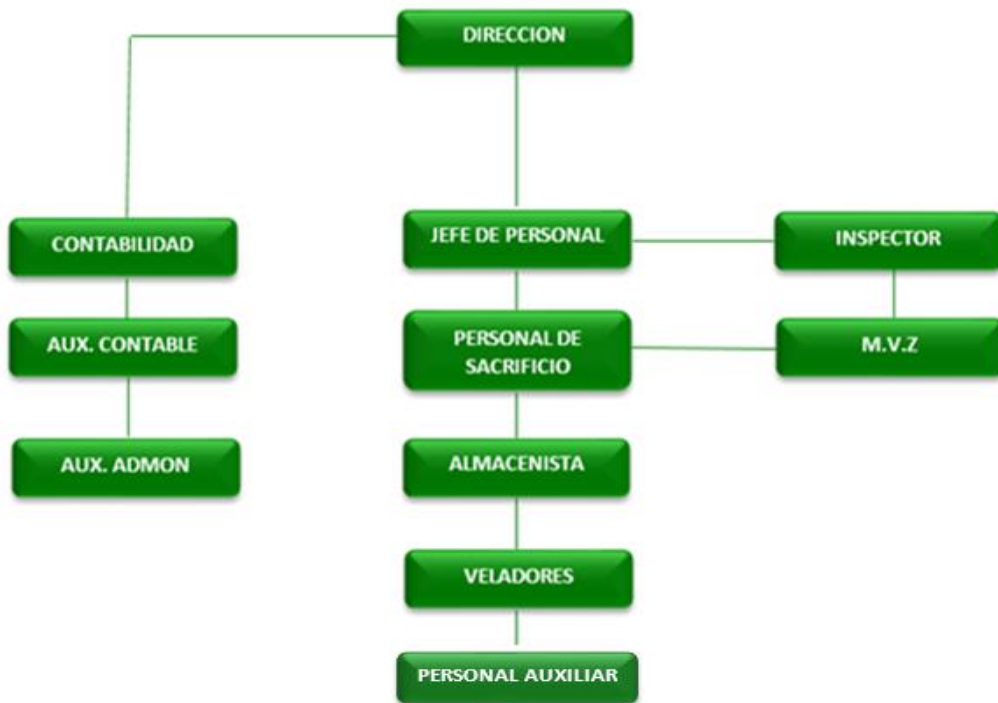 DIRECCION
CONTABILIDAD
JEFE DE PERSONAL
INSPECTOR
AUX. CONTABLE
PERSONAL DE
SACRIFICIO
M.V.Z
AUX. ADMON
ALMACENISTA
VELADORES
PERSONAL AUXILIAR